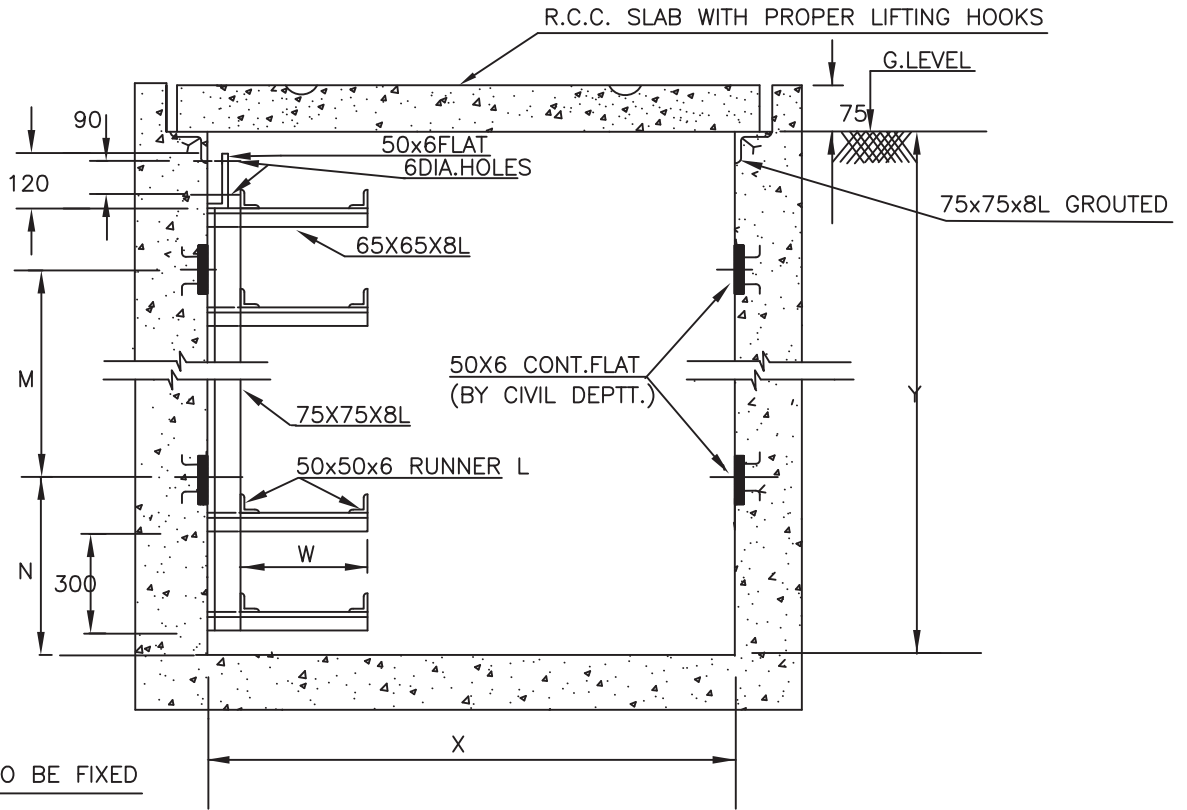 R.C.C. SLAB WITH PROPER LIFTING HOOKS
G.LEVEL
90
75
50x6FLAT
6DIA.HOLES
120
75x75x8L GROUTED
65X65X8L
M
50X6 CONT.FLAT
(BY CIVIL DEPTT.)
Y
75X75X8L
50x50x6 RUNNER L
W
N
300
X
O BE FIXED